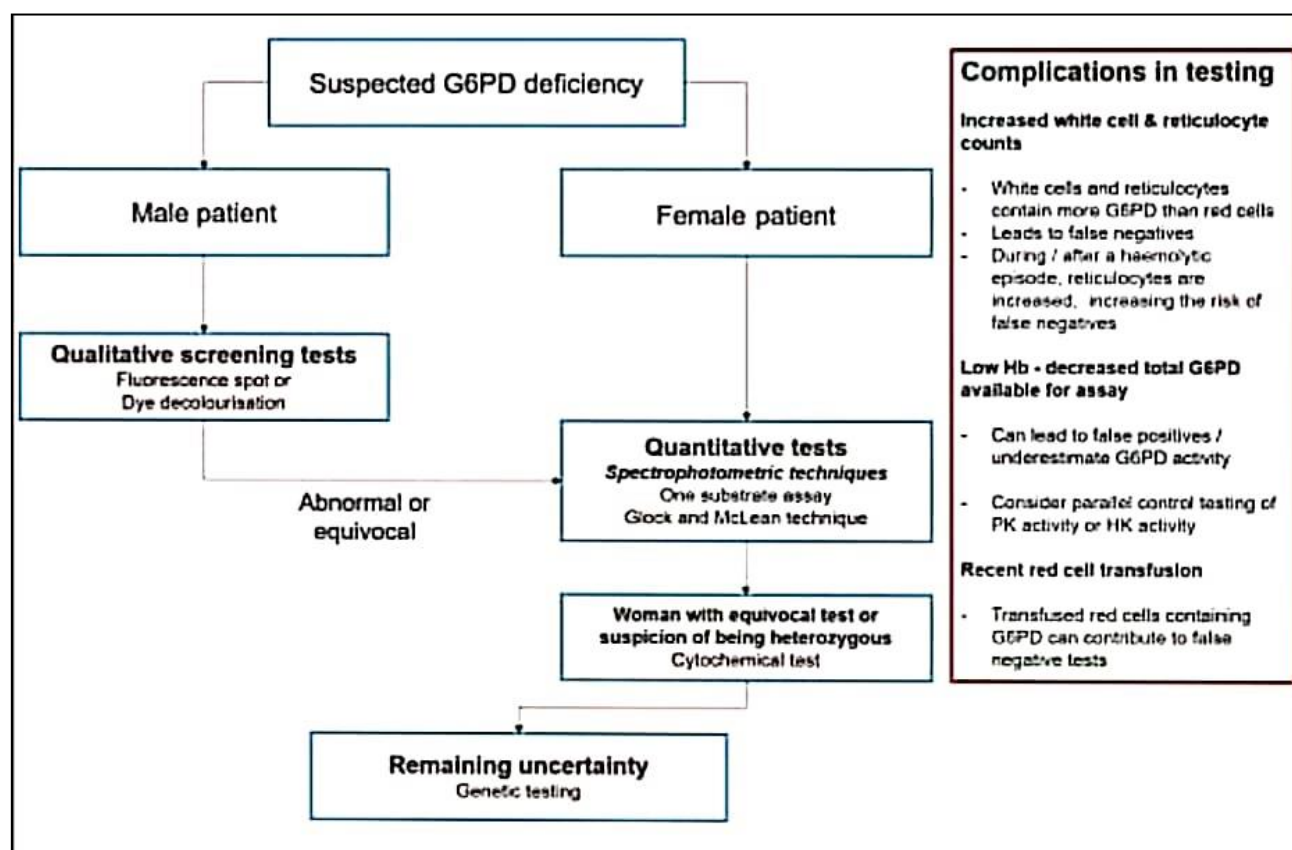 Suspected G6PD deficiency
Male patient
Female patient
Qualitative screening tests
Fluorescence spot or
Dye decolourisation
Abnormal or
equivocal
Quantitative tests
Spectrophotometric techniques
One substrate assay
Glock and McLean technique
Woman with equivocal test or
suspicion of being heterozygous
Cytochemical test
Remaining uncertainty
Genetic testing
Complications in testing
Increased white cell & reticulocyte
counts
- White cells and reticulocytes
contain more G6PD than red cells
- Leads to false negatives
- During / after a haemolytic
episode, reticulocytes are
increased, increasing the risk of
false negatives
Low Hb - decreased total G6PD
available for assay
- Can lead to false positives /
underestimate G6PD activity
- Consider parallel control testing of
PK activity or HK activity
Recent red cell transfusion
- Transfused red cells containing
G6PD can contribute to false
negative tests